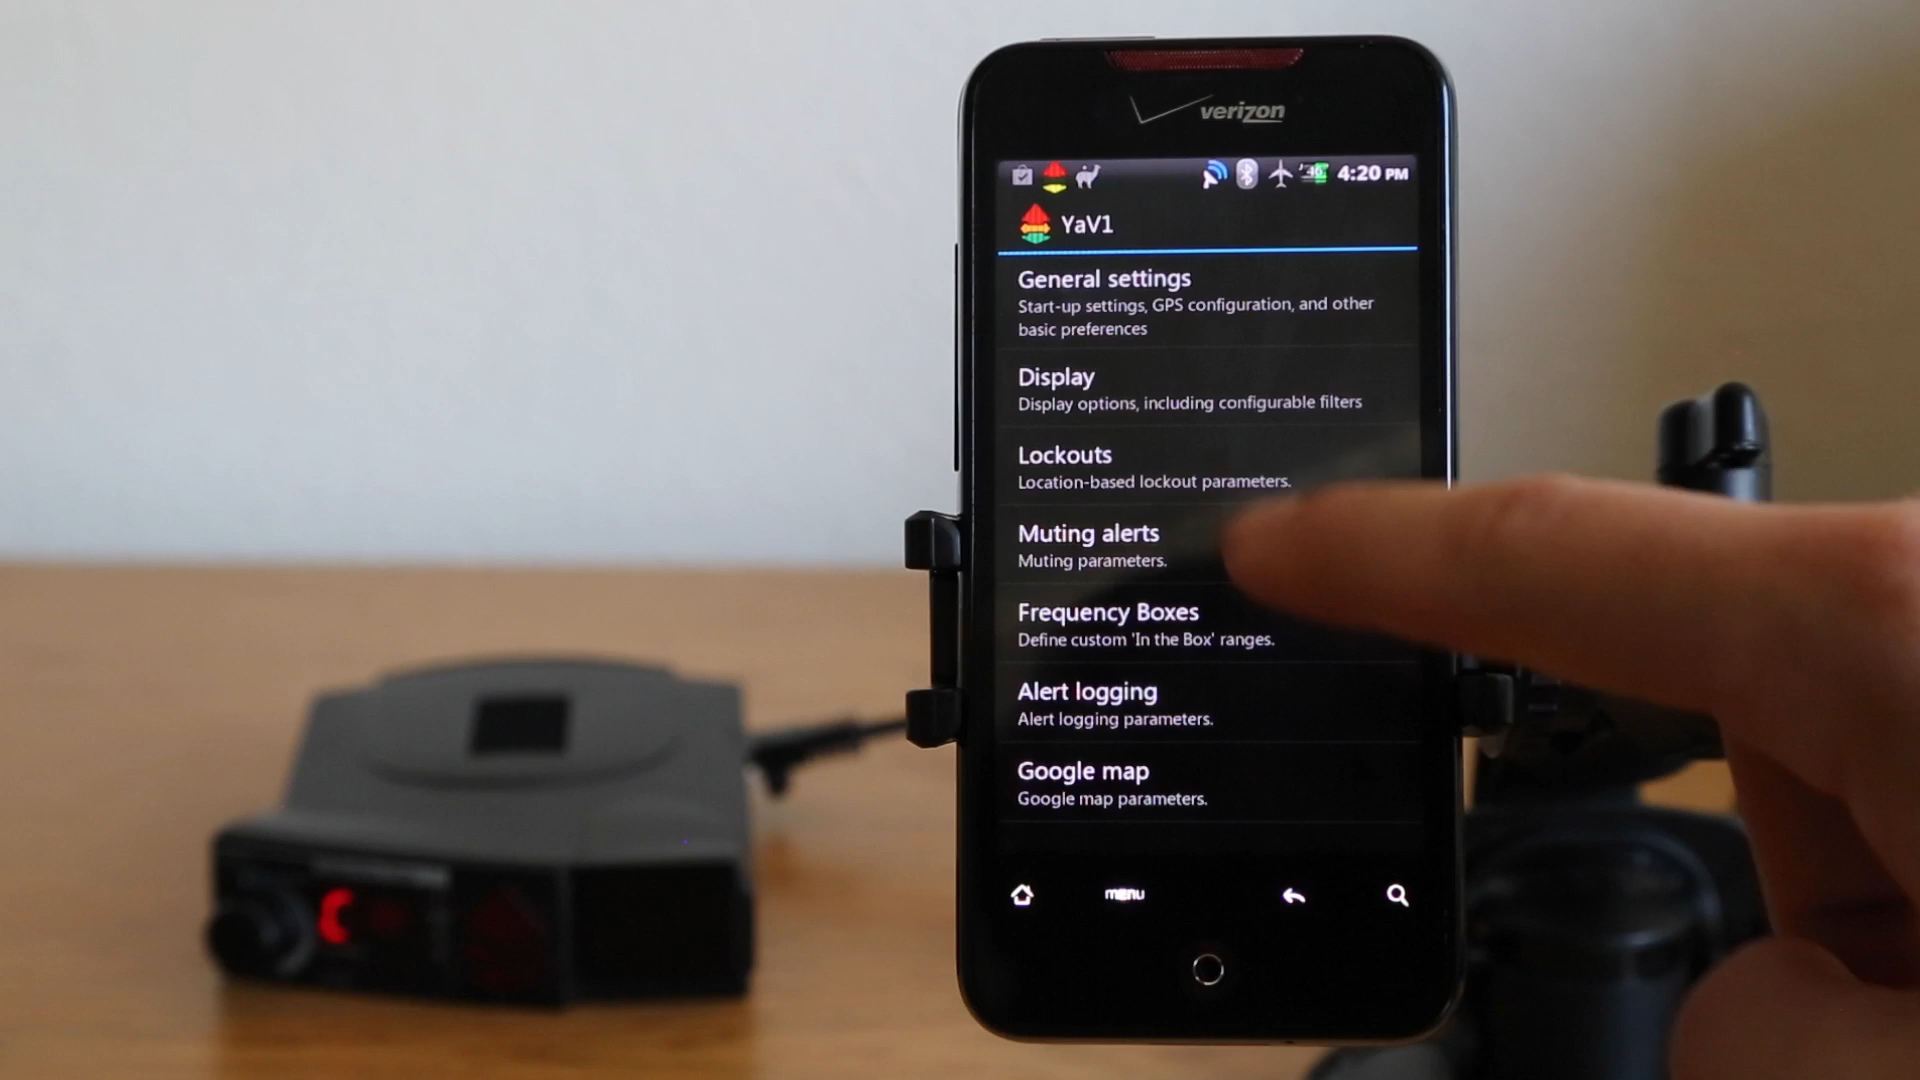 verizon
4G 4:20 PM
YaV1
General settings
Start-up settings, GPS configuration, and other
basic preferences
Display
Display options, including configurable filters
Lockouts
Location-based lockout parameters.
Muting alerts
Muting parameters.
Frequency Boxes
Define custom 'In the Box' ranges.
Alert logging
Alert logging parameters.
Google map
Google map parameters.
menu
C